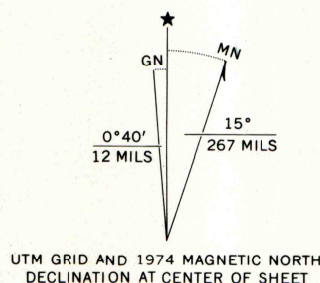 ★
GN
MN
0°40′
12 MILS
15°
267 MILS
UTM GRID AND 1974 MAGNETIC NORTH
DECLINATION AT CENTER OF SHEET